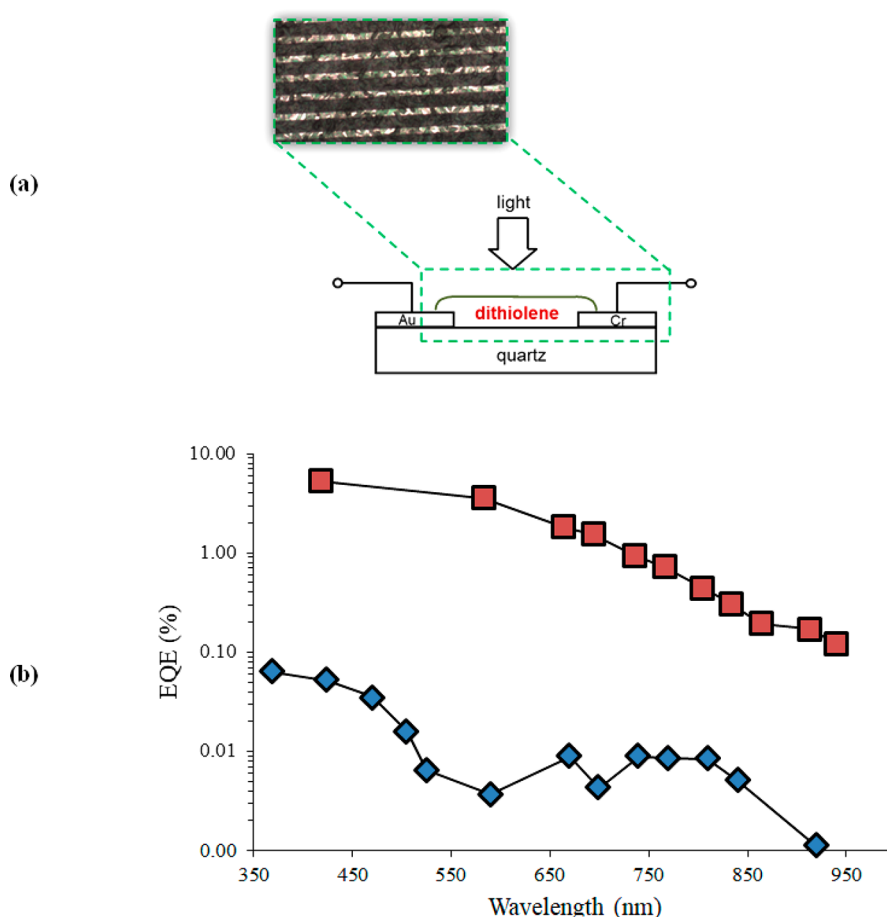 (a)
light
Au
dithiolene
Cr
quartz
(b)
EQE (%)
10.00
1.00
0.10
0.01
0.00
350 450 550 650 750 850 950
Wavelength (nm)